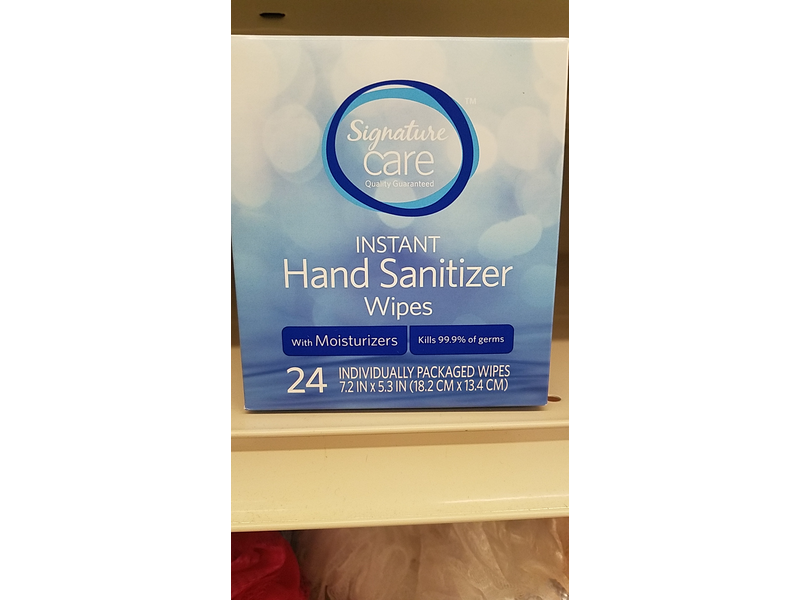 Signature
care
TM
Quality Guaranteed
INSTANT
Hand Sanitizer
Wipes
With Moisturizers
Kills 99.9% of germs
24 INDIVIDUALLY PACKAGED WIPES
7.2 IN x 5.3 IN (18.2 CM x 13.4 CM)